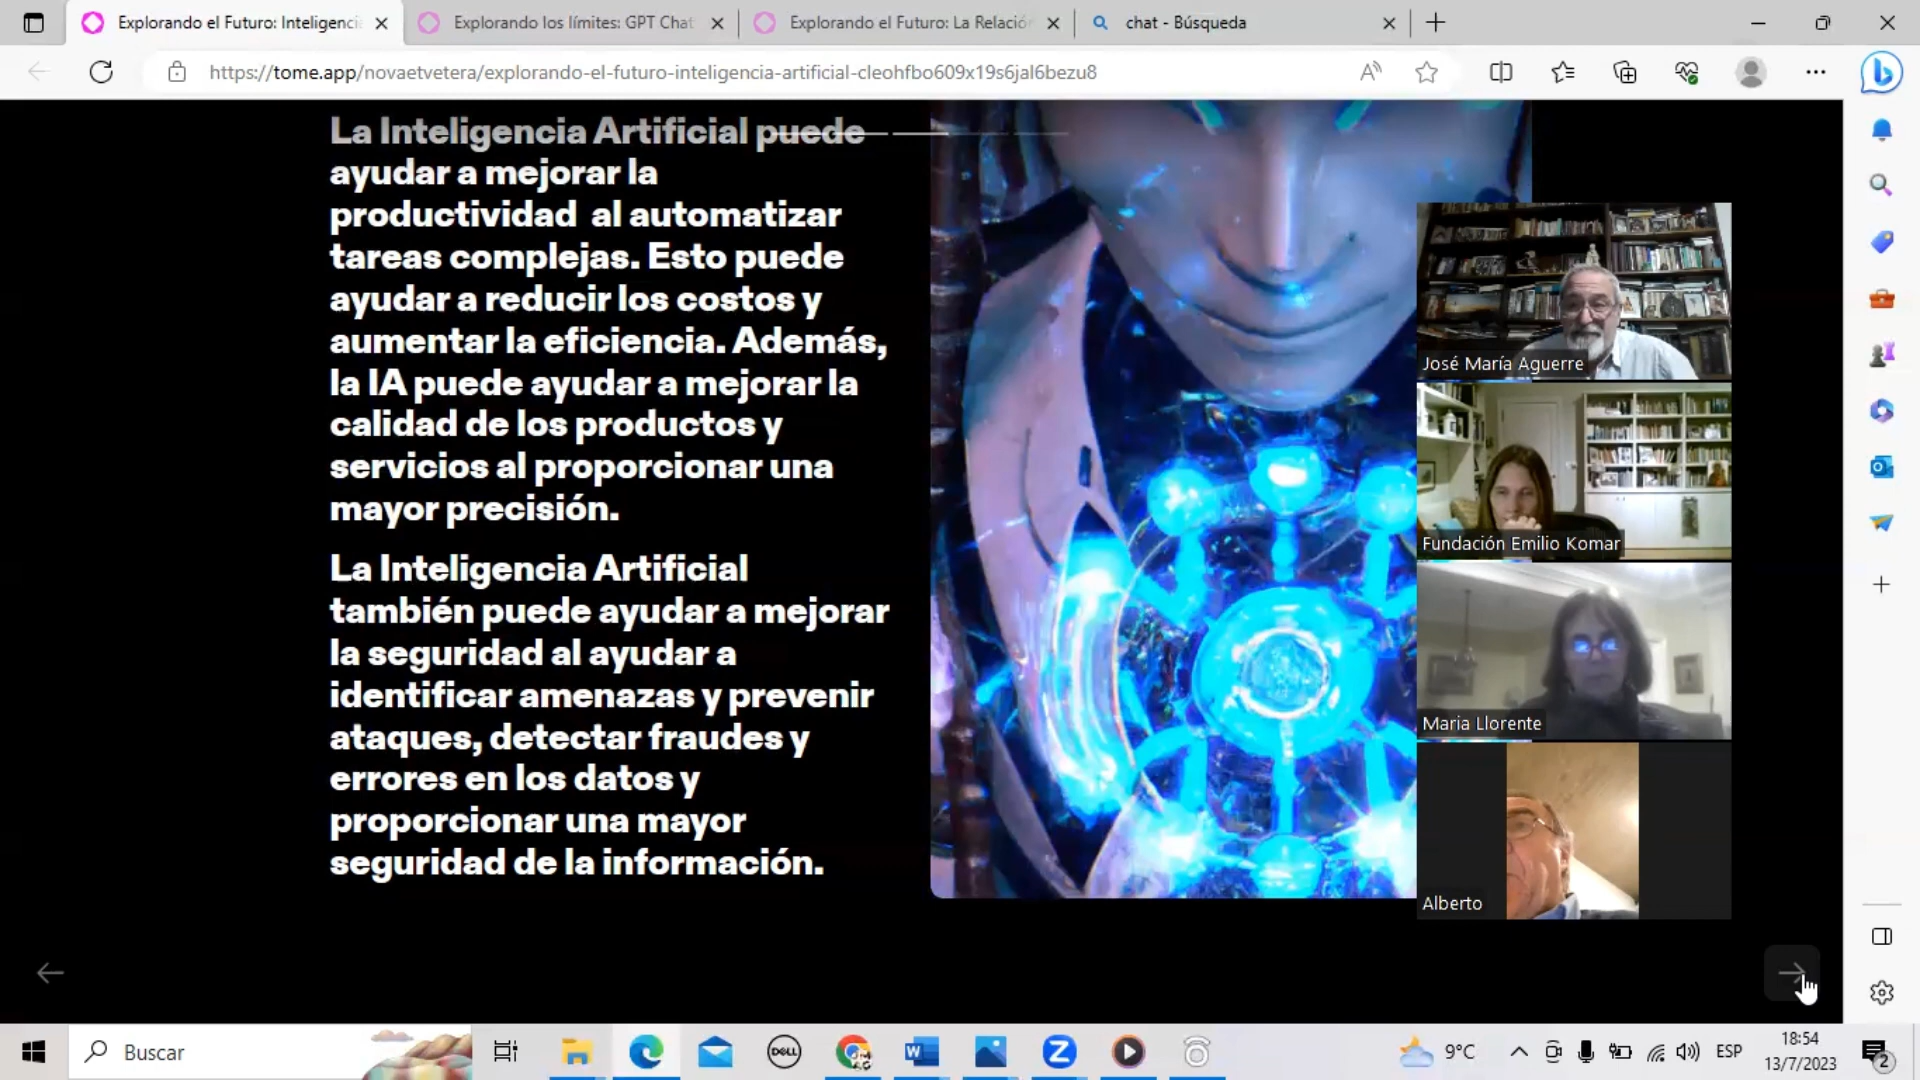 Explorando el Futuro: Inteligencia
Explorando los límites: GPT Chat
Explorando el Futuro: La Relación
chat - Búsqueda
https://tome.app/novaetvetera/explorando-el-futuro-inteligencia-artificial-cleohfbo609x19s6jal6bezu8
La Inteligencia Artificial puede
ayudar a mejorar la
productividad al automatizar
tareas complejas. Esto puede
ayudar a reducir los costos y
aumentar la eficiencia. Además,
la IA puede ayudar a mejorar la
calidad de los productos y
servicios al proporcionar una
mayor precisión.
La Inteligencia Artificial
también puede ayudar a mejorar
la seguridad al ayudar a
identificar amenazas y prevenir
ataques, detectar fraudes y
errores en los datos y
proporcionar una mayor
seguridad de la información.
José María Aguerre
Fundación Emilio Komar
Maria Llorente
Alberto
Buscar
DELL
9°C
ESP
18:54
13/7/2023
2